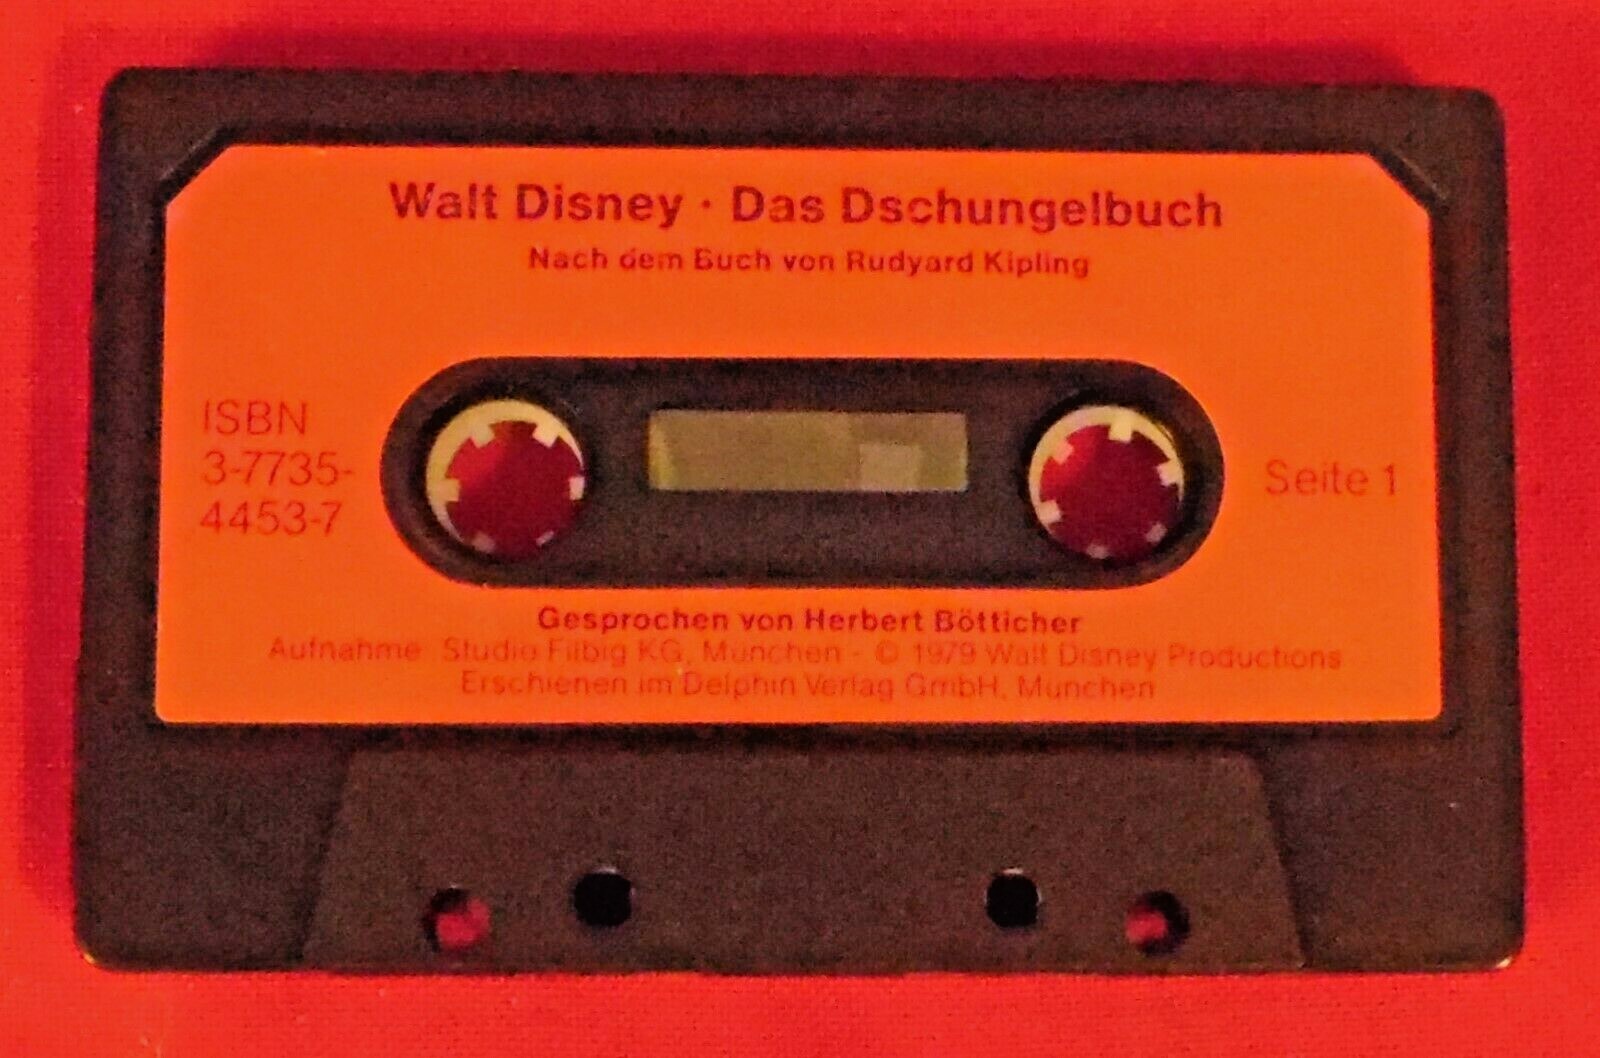 Walt Disney · Das Dschungelbuch
Nach dem Buch von Rudyard Kipling
ISBN
3-7735-
4453-7
Seite 1
Gesprochen von Herbert Bötticher
Aufnahme: Studio Filbig KG, München - © 1979 Walt Disney Productions
Erschienen im Delphin Verlag GmbH, München